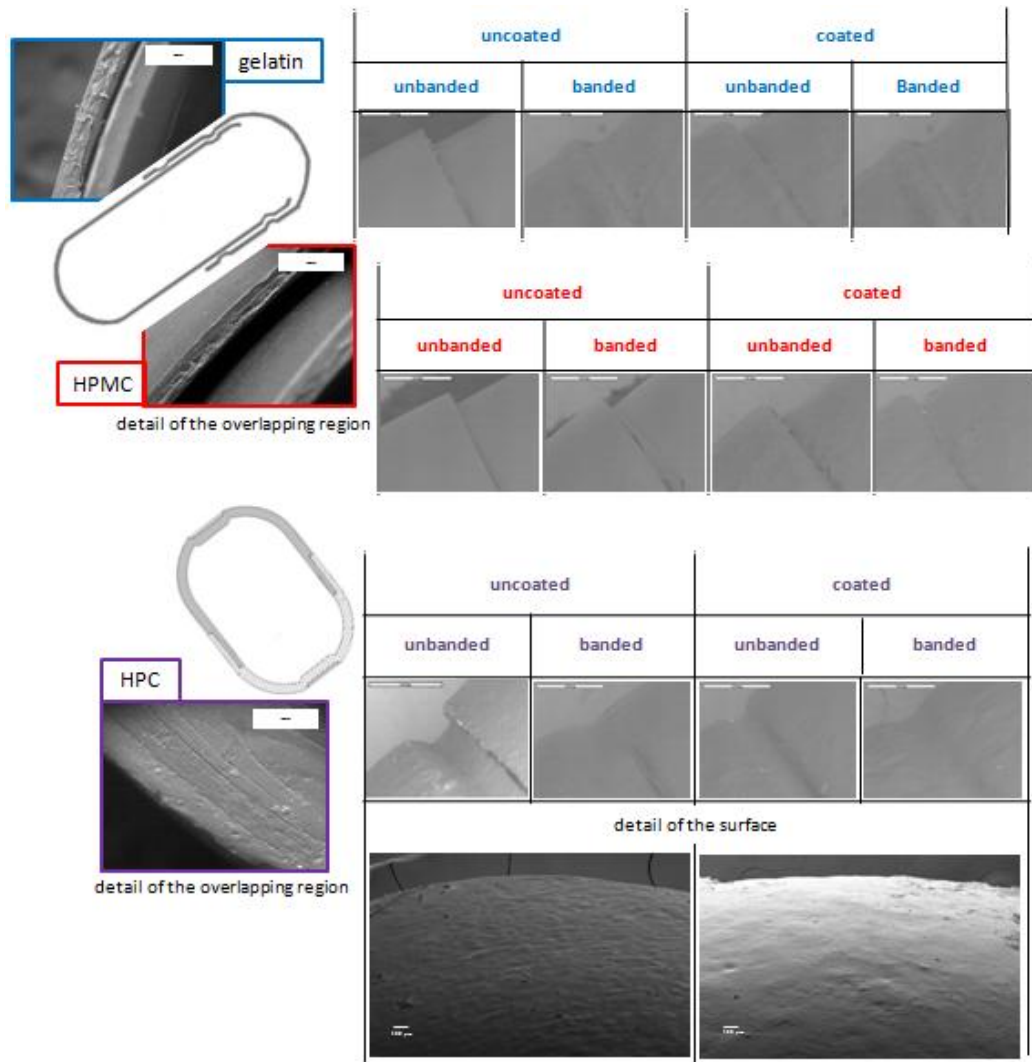 gelatin
uncoated
coated
unbanded
banded
unbanded
Banded
HPMC
detail of the overlapping region
uncoated
coated
unbanded
banded
unbanded
banded
HPC
detail of the overlapping region
uncoated
coated
unbanded
banded
unbanded
banded
detail of the surface